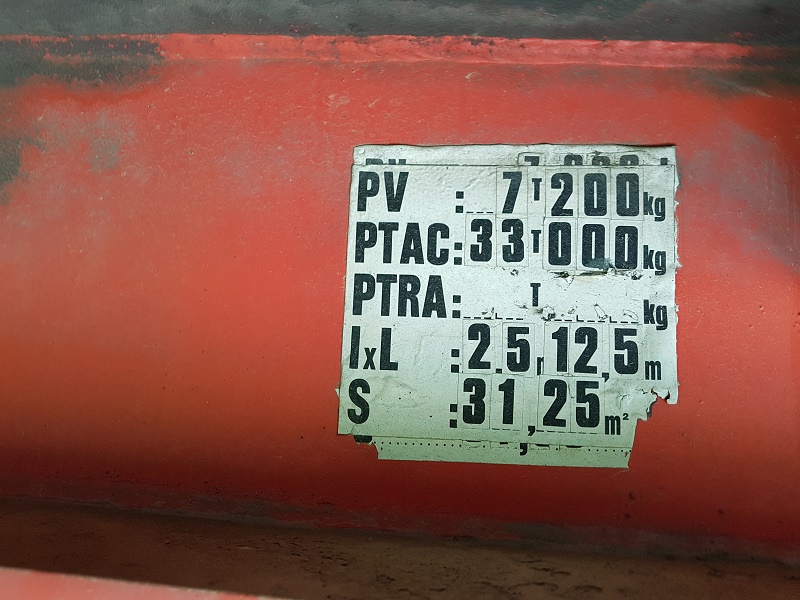 PV : 7 T 200 kg
PTAC : 33 T 000 kg
PTRA : T kg
IxL : 2.5 12,5 m
S : 31,25 m²